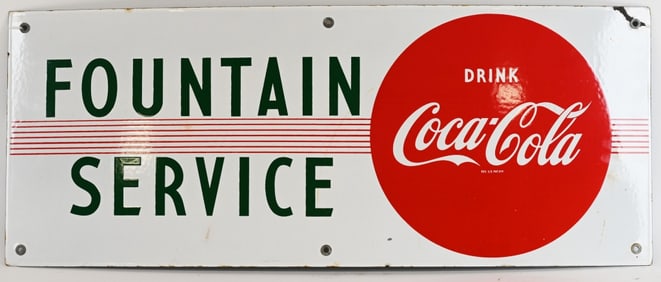 FOUNTAIN
SERVICE
DRINK
Coca-Cola